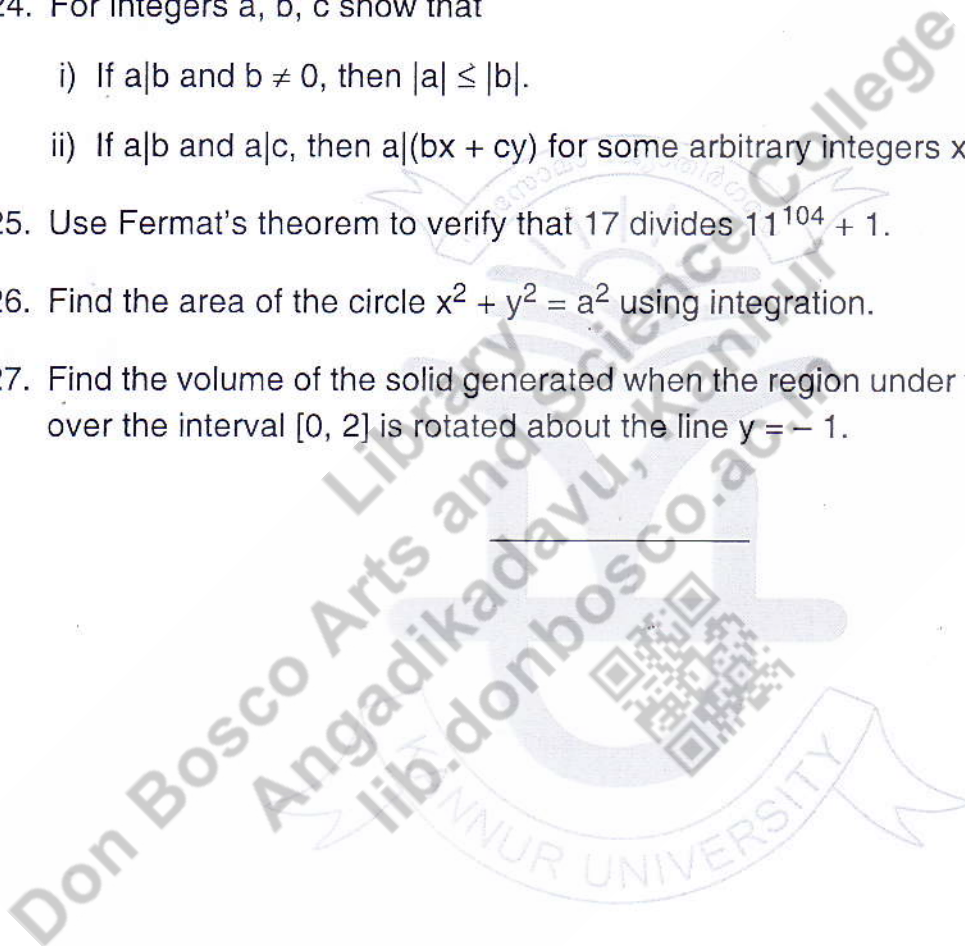 24. For integers a, b, c show that
i) If a|b and b ≠ 0, then |a| ≤ |b|.
ii) If a|b and a|c, then a|(bx + cy) for some arbitrary integers x
25. Use Fermat's theorem to verify that 17 divides 11^104 + 1.
26. Find the area of the circle x² + y² = a² using integration.
27. Find the volume of the solid generated when the region under
over the interval [0, 2] is rotated about the line y = – 1.
Library
Don Bosco Arts and Science College
Angadikadavu, Kannur
lib.donbosco.ac.in
KANNUR UNIVERSITY